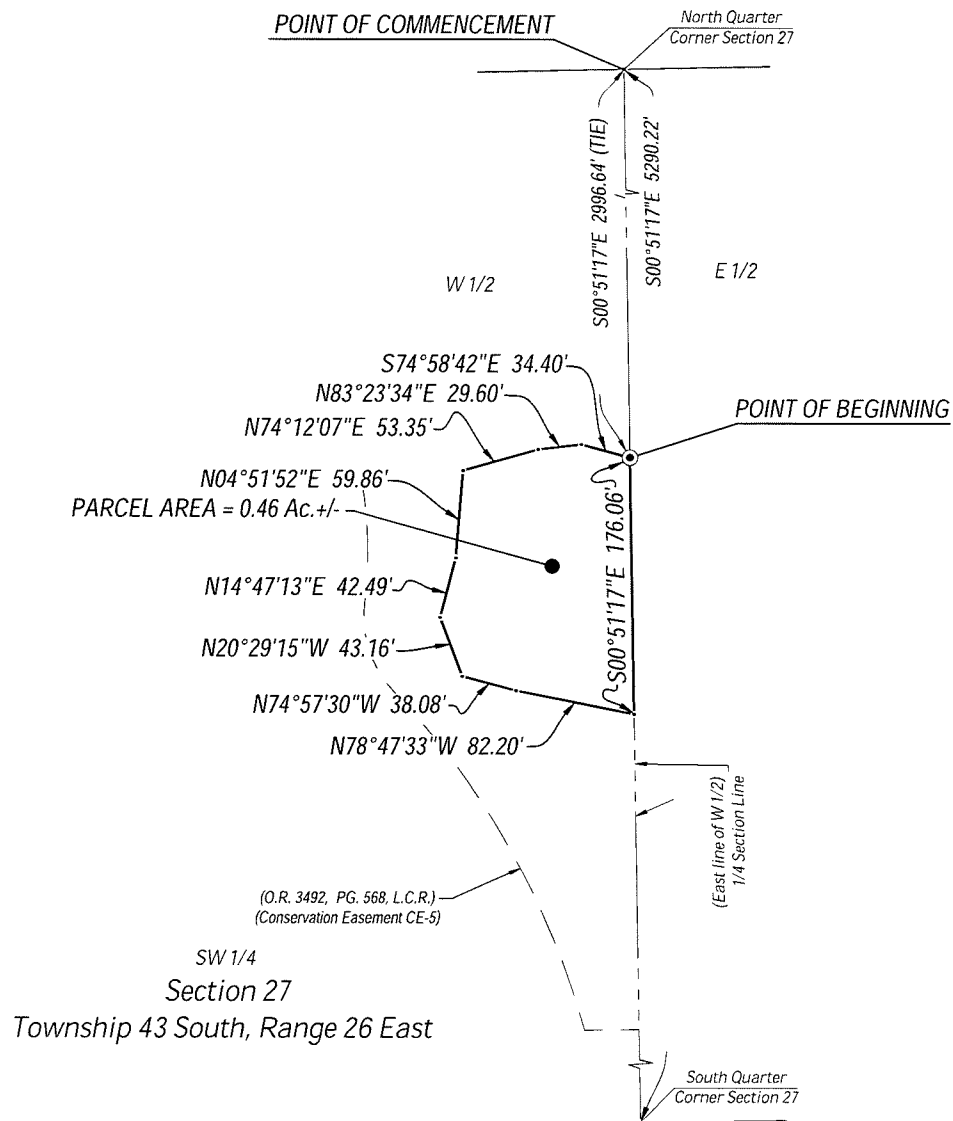 POINT OF COMMENCEMENT
North Quarter
Corner Section 27
S00°51'17"E 2996.64' (TIE)
S00°51'17"E 5290.22'
W 1/2
E 1/2
S74°58'42"E 34.40'
N83°23'34"E 29.60'
N74°12'07"E 53.35'
POINT OF BEGINNING
N04°51'52"E 59.86'
PARCEL AREA = 0.46 Ac.+/-
S00°51'17"E 176.06'
N14°47'13"E 42.49'
N20°29'15"W 43.16'
N74°57'30"W 38.08'
N78°47'33"W 82.20'
(East line of W 1/2)
1/4 Section Line
(O.R. 3492, PG. 568, L.C.R.)
(Conservation Easement CE-5)
SW 1/4
Section 27
Township 43 South, Range 26 East
South Quarter
Corner Section 27